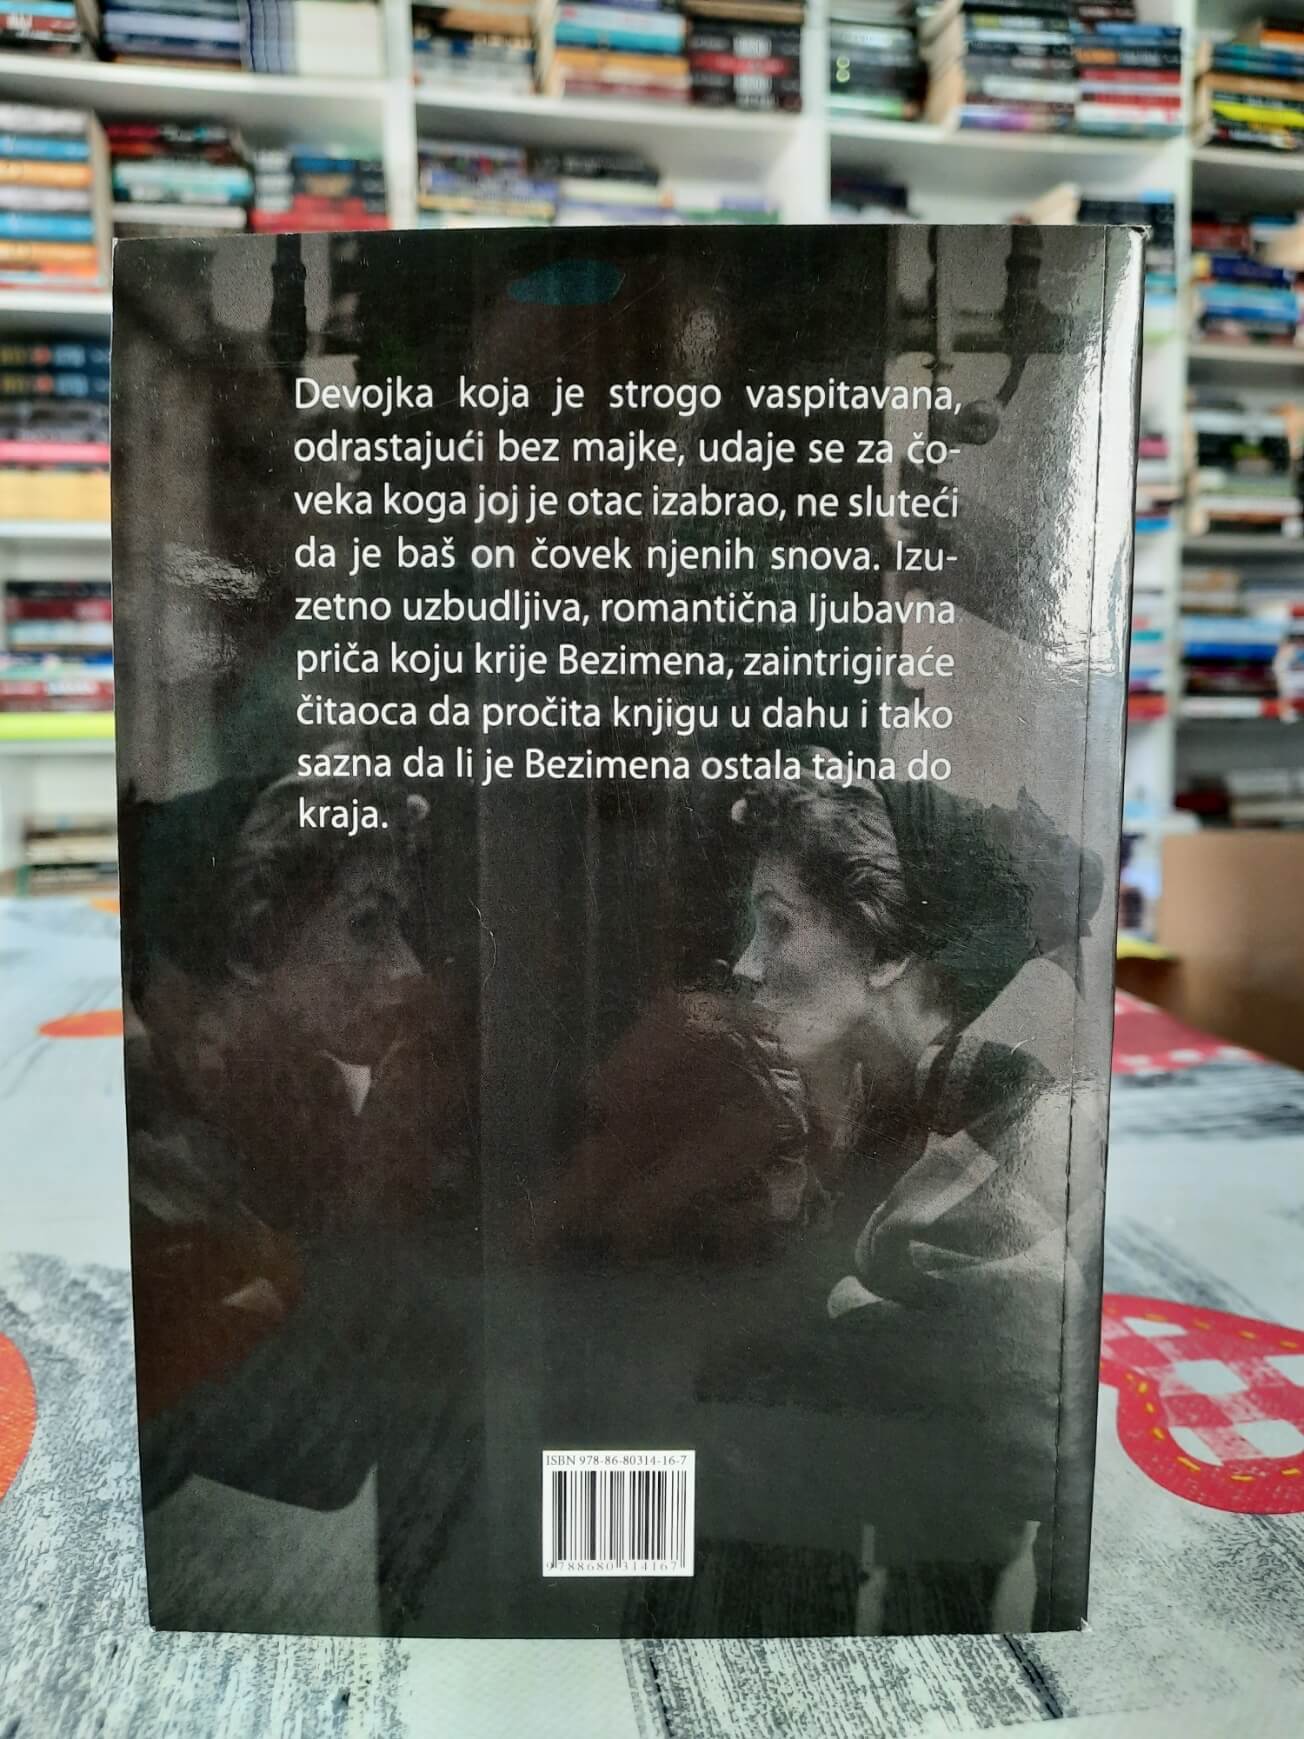 Devojka koja je strogo vaspitavana,
odrastajući bez majke, udaje se za čo-
veka koga joj je otac izabrao, ne sluteći
da je baš on čovek njenih snova. Izu-
zetno uzbudljiva, romantična ljubavna
priča koju krije Bezimena, zaintrigiraće
čitaoca da pročita knjigu u dahu i tako
sazna da li je Bezimena ostala tajna do
kraja.
ISBN 978-86-80314-16-7
9788680314167